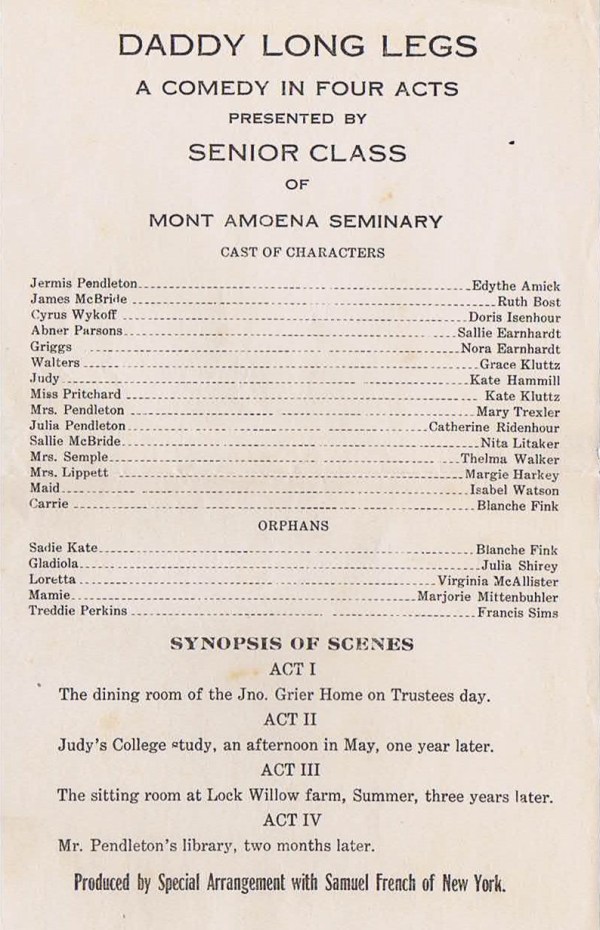 DADDY LONG LEGS
A COMEDY IN FOUR ACTS
PRESENTED BY
SENIOR CLASS
OF
MONT AMOENA SEMINARY
CAST OF CHARACTERS
Jermis Pendleton Edythe Amick
James McBride Ruth Bost
Cyrus Wykoff Doris Isenhour
Abner Parsons Sallie Earnhardt
Griggs Nora Earnhardt
Walters Grace Kluttz
Judy Kate Hammill
Miss Pritchard Kate Kluttz
Mrs. Pendleton Mary Trexler
Julia Pendleton Catherine Ridenhour
Sallie McBride Nita Litaker
Mrs. Semple Thelma Walker
Mrs. Lippett Margie Harkey
Maid Isabel Watson
Carrie Blanche Fink
ORPHANS
Sadie Kate Blanche Fink
Gladiola Julia Shirey
Loretta Virginia McAllister
Mamie Marjorie Mittenbuhler
Treddie Perkins Francis Sims
SYNOPSIS OF SCENES
ACT I
The dining room of the Jno. Grier Home on Trustees day.
ACT II
Judy's College study, an afternoon in May, one year later.
ACT III
The sitting room at Lock Willow farm, Summer, three years later.
ACT IV
Mr. Pendleton's library, two months later.
Produced by Special Arrangement with Samuel French of New York.